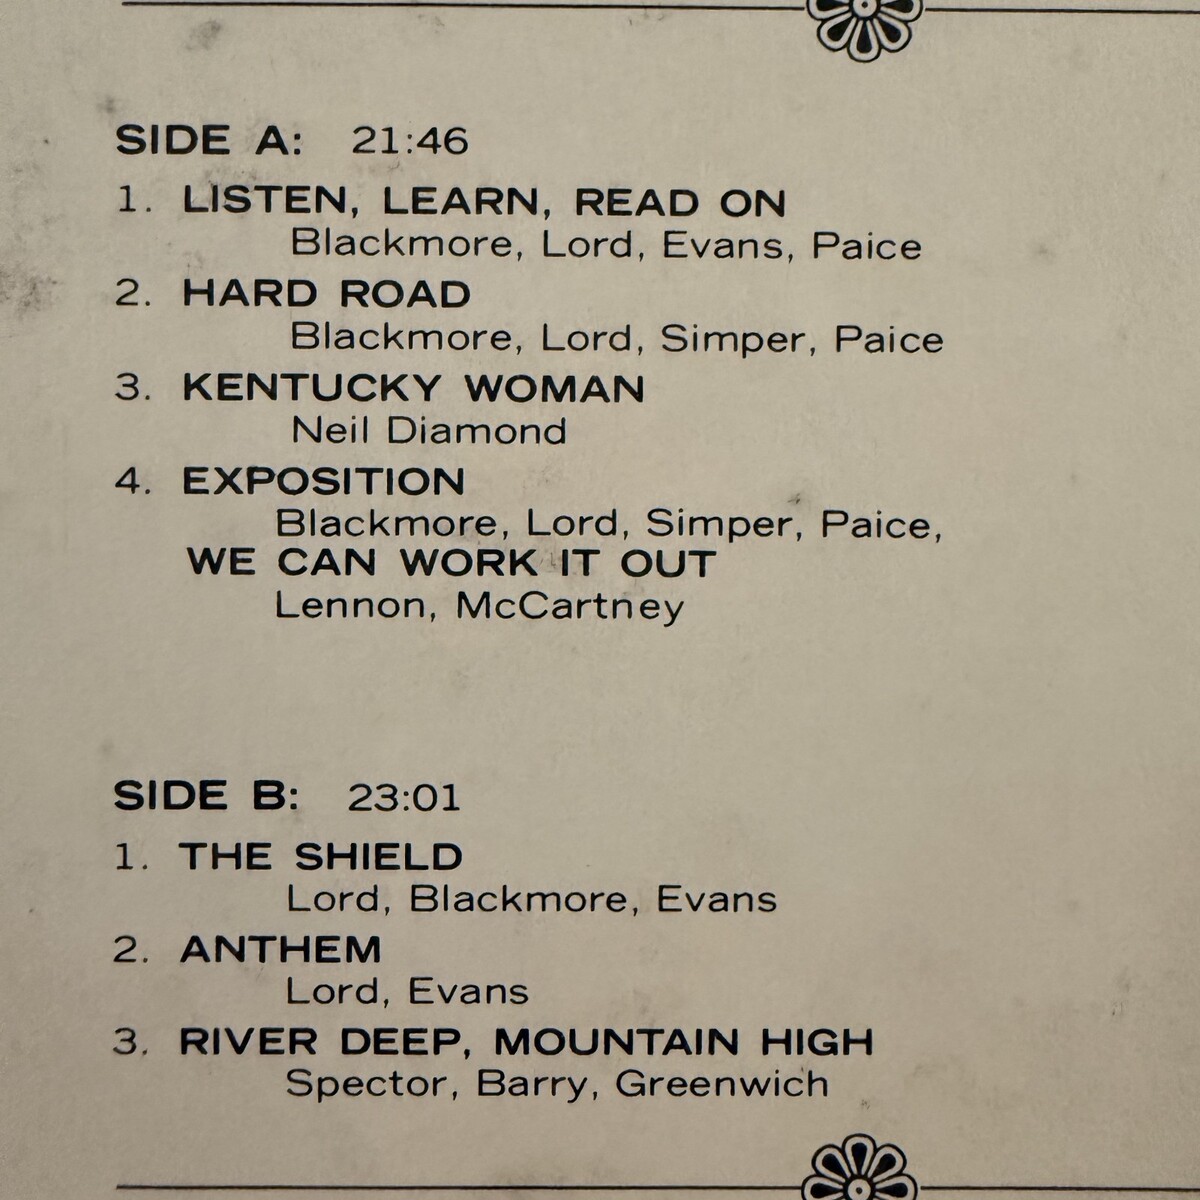 SIDE A: 21:46
1. LISTEN, LEARN, READ ON
Blackmore, Lord, Evans, Paice
2. HARD ROAD
Blackmore, Lord, Simper, Paice
3. KENTUCKY WOMAN
Neil Diamond
4. EXPOSITION
Blackmore, Lord, Simper, Paice,
WE CAN WORK IT OUT
Lennon, McCartney
SIDE B: 23:01
1. THE SHIELD
Lord, Blackmore, Evans
2. ANTHEM
Lord, Evans
3. RIVER DEEP, MOUNTAIN HIGH
Spector, Barry, Greenwich